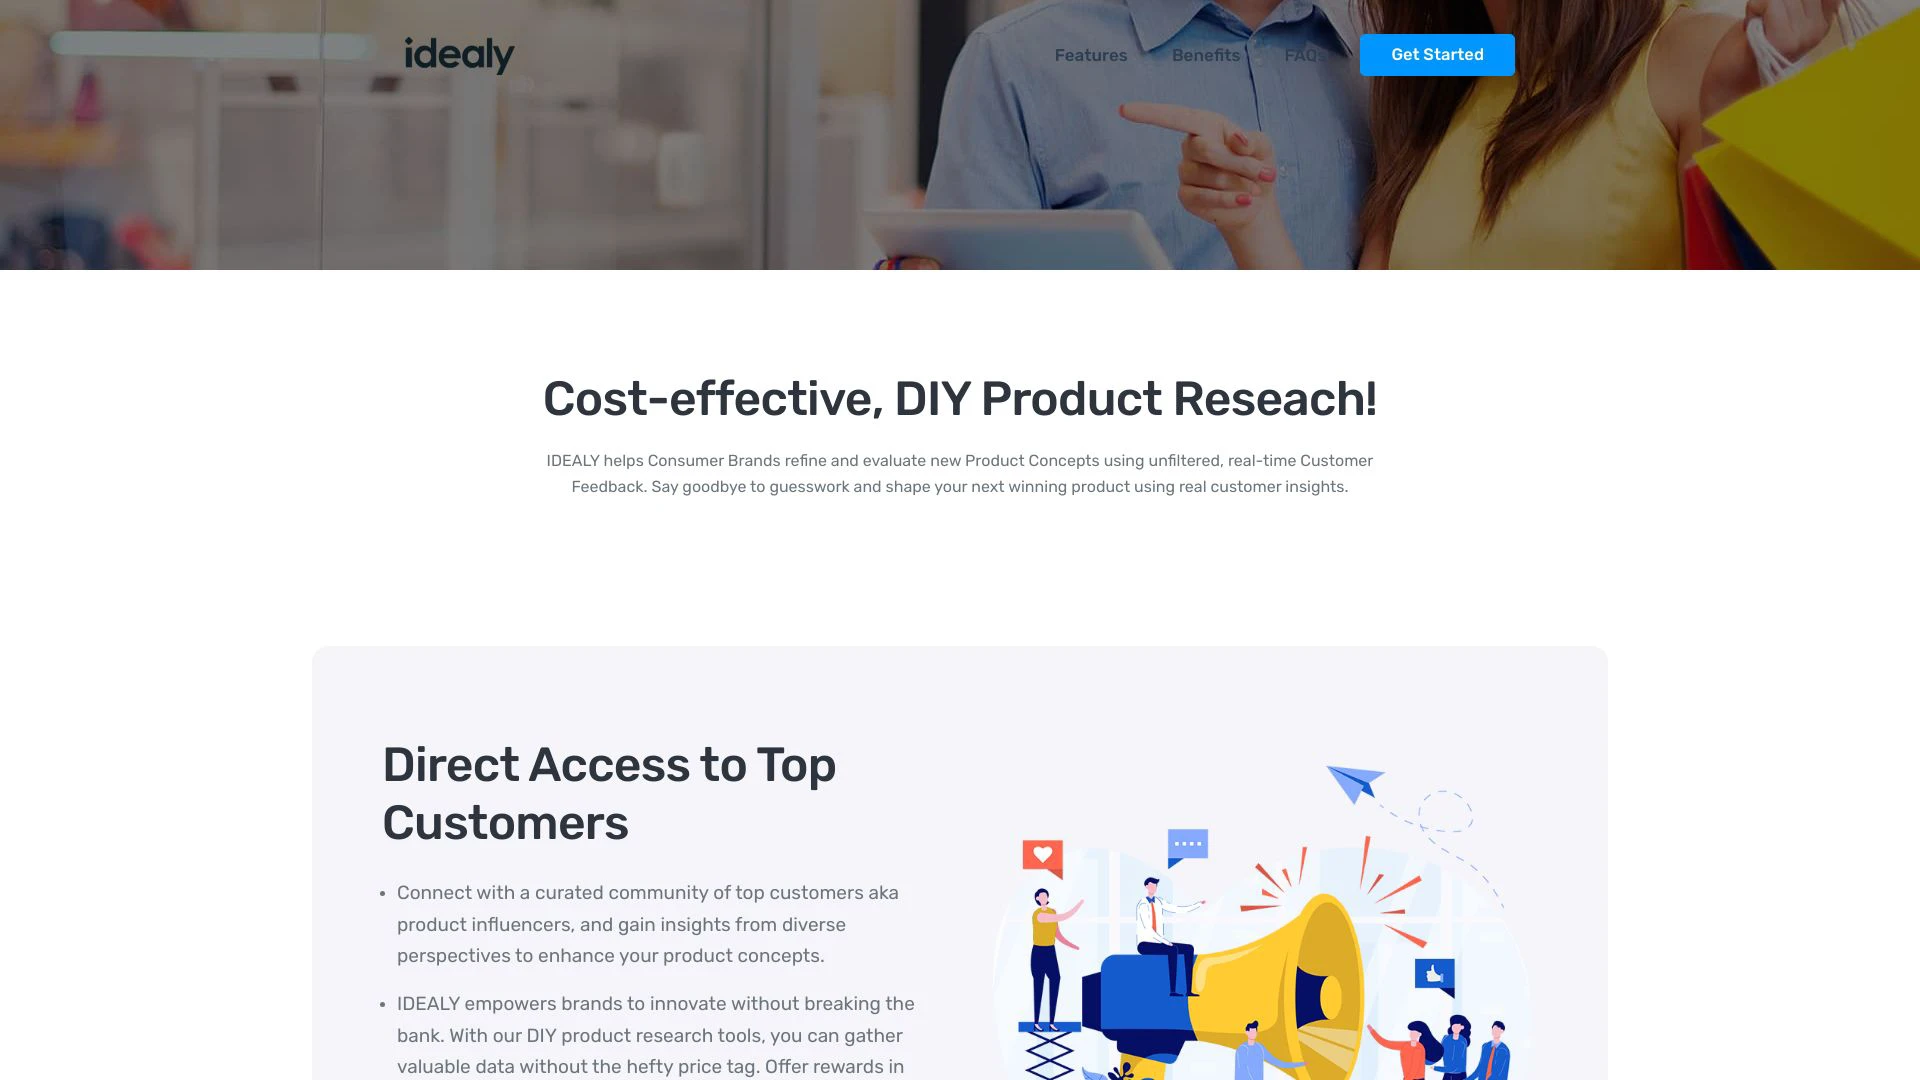 idealy
Features
Benefits
FAQs
Get Started
Cost-effective, DIY Product Reseach!
IDEALY helps Consumer Brands refine and evaluate new Product Concepts using unfiltered, real-time Customer
Feedback. Say goodbye to guesswork and shape your next winning product using real customer insights.
Direct Access to Top
Customers
• Connect with a curated community of top customers aka
product influencers, and gain insights from diverse
perspectives to enhance your product concepts.
• IDEALY empowers brands to innovate without breaking the
bank. With our DIY product research tools, you can gather
valuable data without the hefty price tag. Offer rewards in